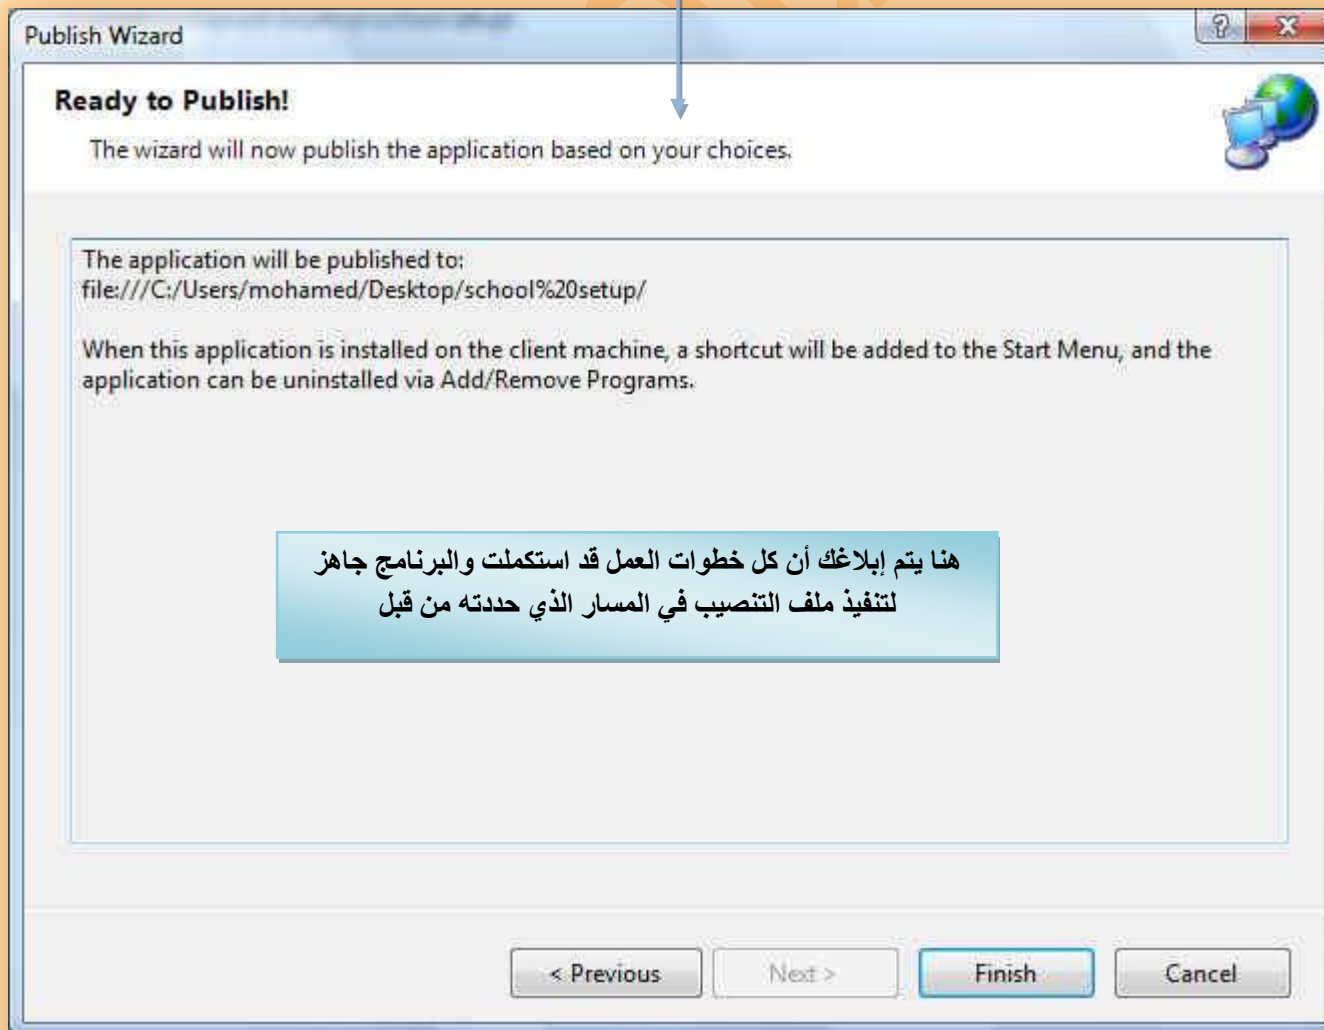 Publish Wizard
Ready to Publish!
The wizard will now publish the application based on your choices.
The application will be published to:
file:///C:/Users/mohamed/Desktop/school%20setup/
When this application is installed on the client machine, a shortcut will be added to the Start Menu, and the
application can be uninstalled via Add/Remove Programs.
هنا يتم إبلاغك أن كل خطوات العمل قد استكملت والبرنامج جاهز
لتنفيذ ملف التنصيب في المسار الذي حددته من قبل
< Previous
Next >
Finish
Cancel